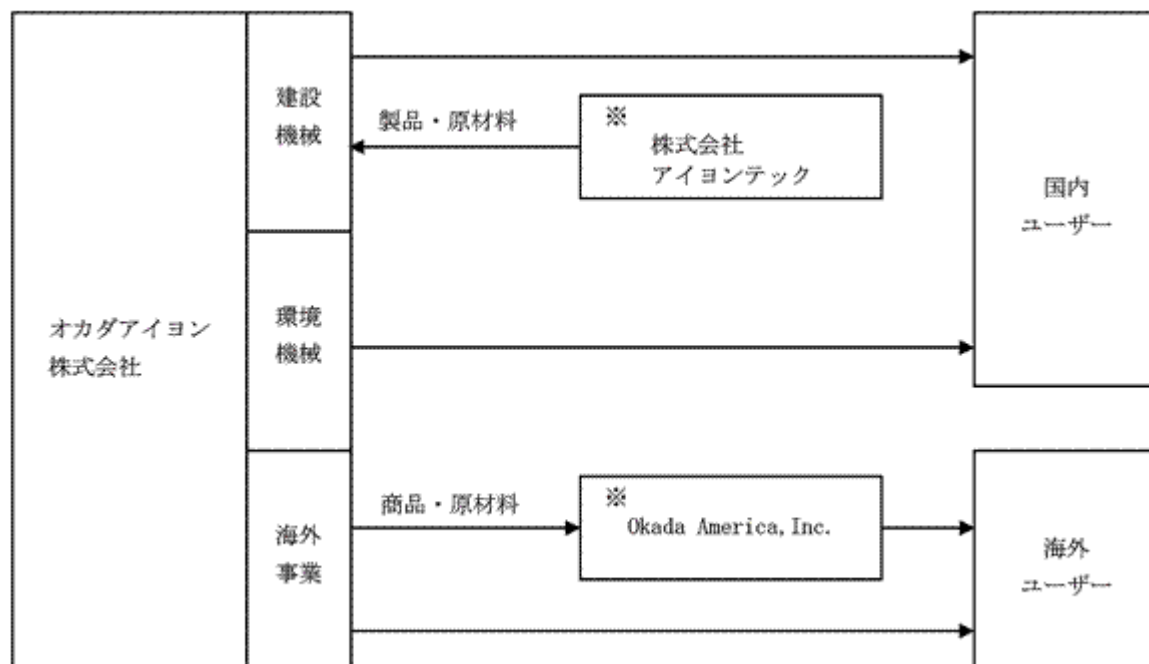 オカダアイヨン
株式会社
建設
機械
製品・原材料
※
株式会社
アイヨンテック
国内
ユーザー
環境
機械
海外
事業
商品・原材料
※
Okada America,Inc.
海外
ユーザー